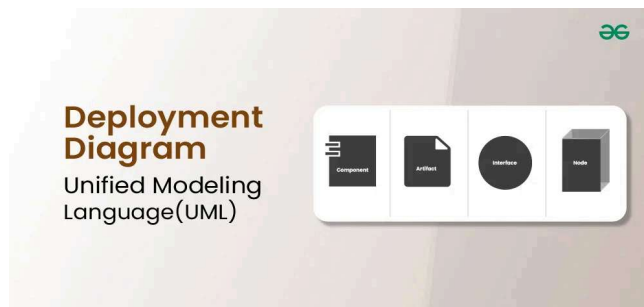 Deployment
Diagram
Unified Modeling
Language(UML)
Component
Artifact
Interface
Node